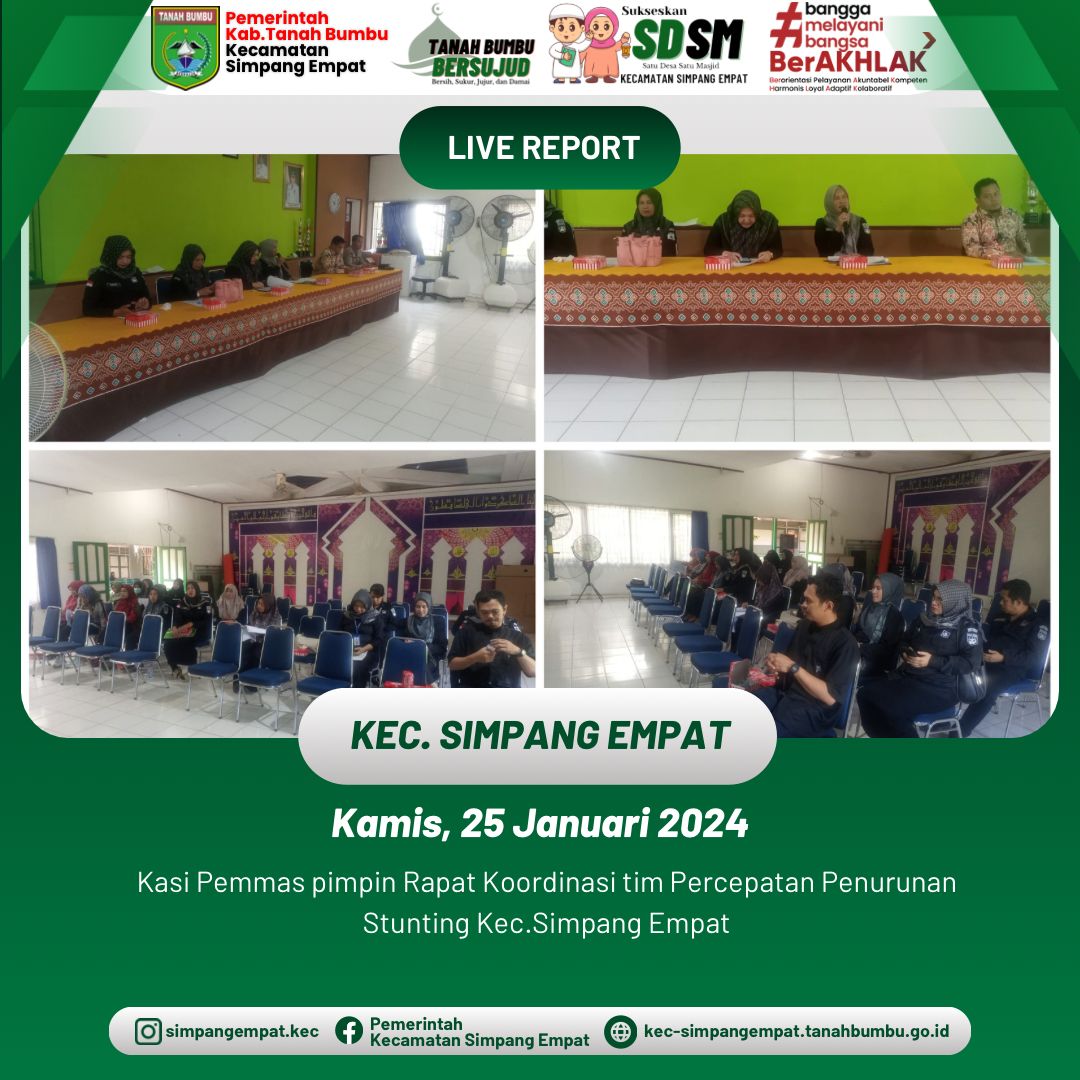 TANAH BUMBU
Pemerintah
Kab.Tanah Bumbu
Kecamatan
Simpang Empat
TANAH BUMBU
BERSUJUD
Bersih, Sukur, Jujur, dan Damai
Sukseskan
SDSM
Satu Desa Satu Masjid
KECAMATAN SIMPANG EMPAT
#bangga
melayani
bangsa
BerAKHLAK
Berorientasi Pelayanan Akuntabel Kompeten
Harmonis Loyal Adaptif Kolaboratif
LIVE REPORT
KEC. SIMPANG EMPAT
Kamis, 25 Januari 2024
Kasi Pemmas pimpin Rapat Koordinasi tim Percepatan Penurunan
Stunting Kec.Simpang Empat
simpangempat.kec
Pemerintah
Kecamatan Simpang Empat
kec-simpangempat.tanahbumbu.go.id